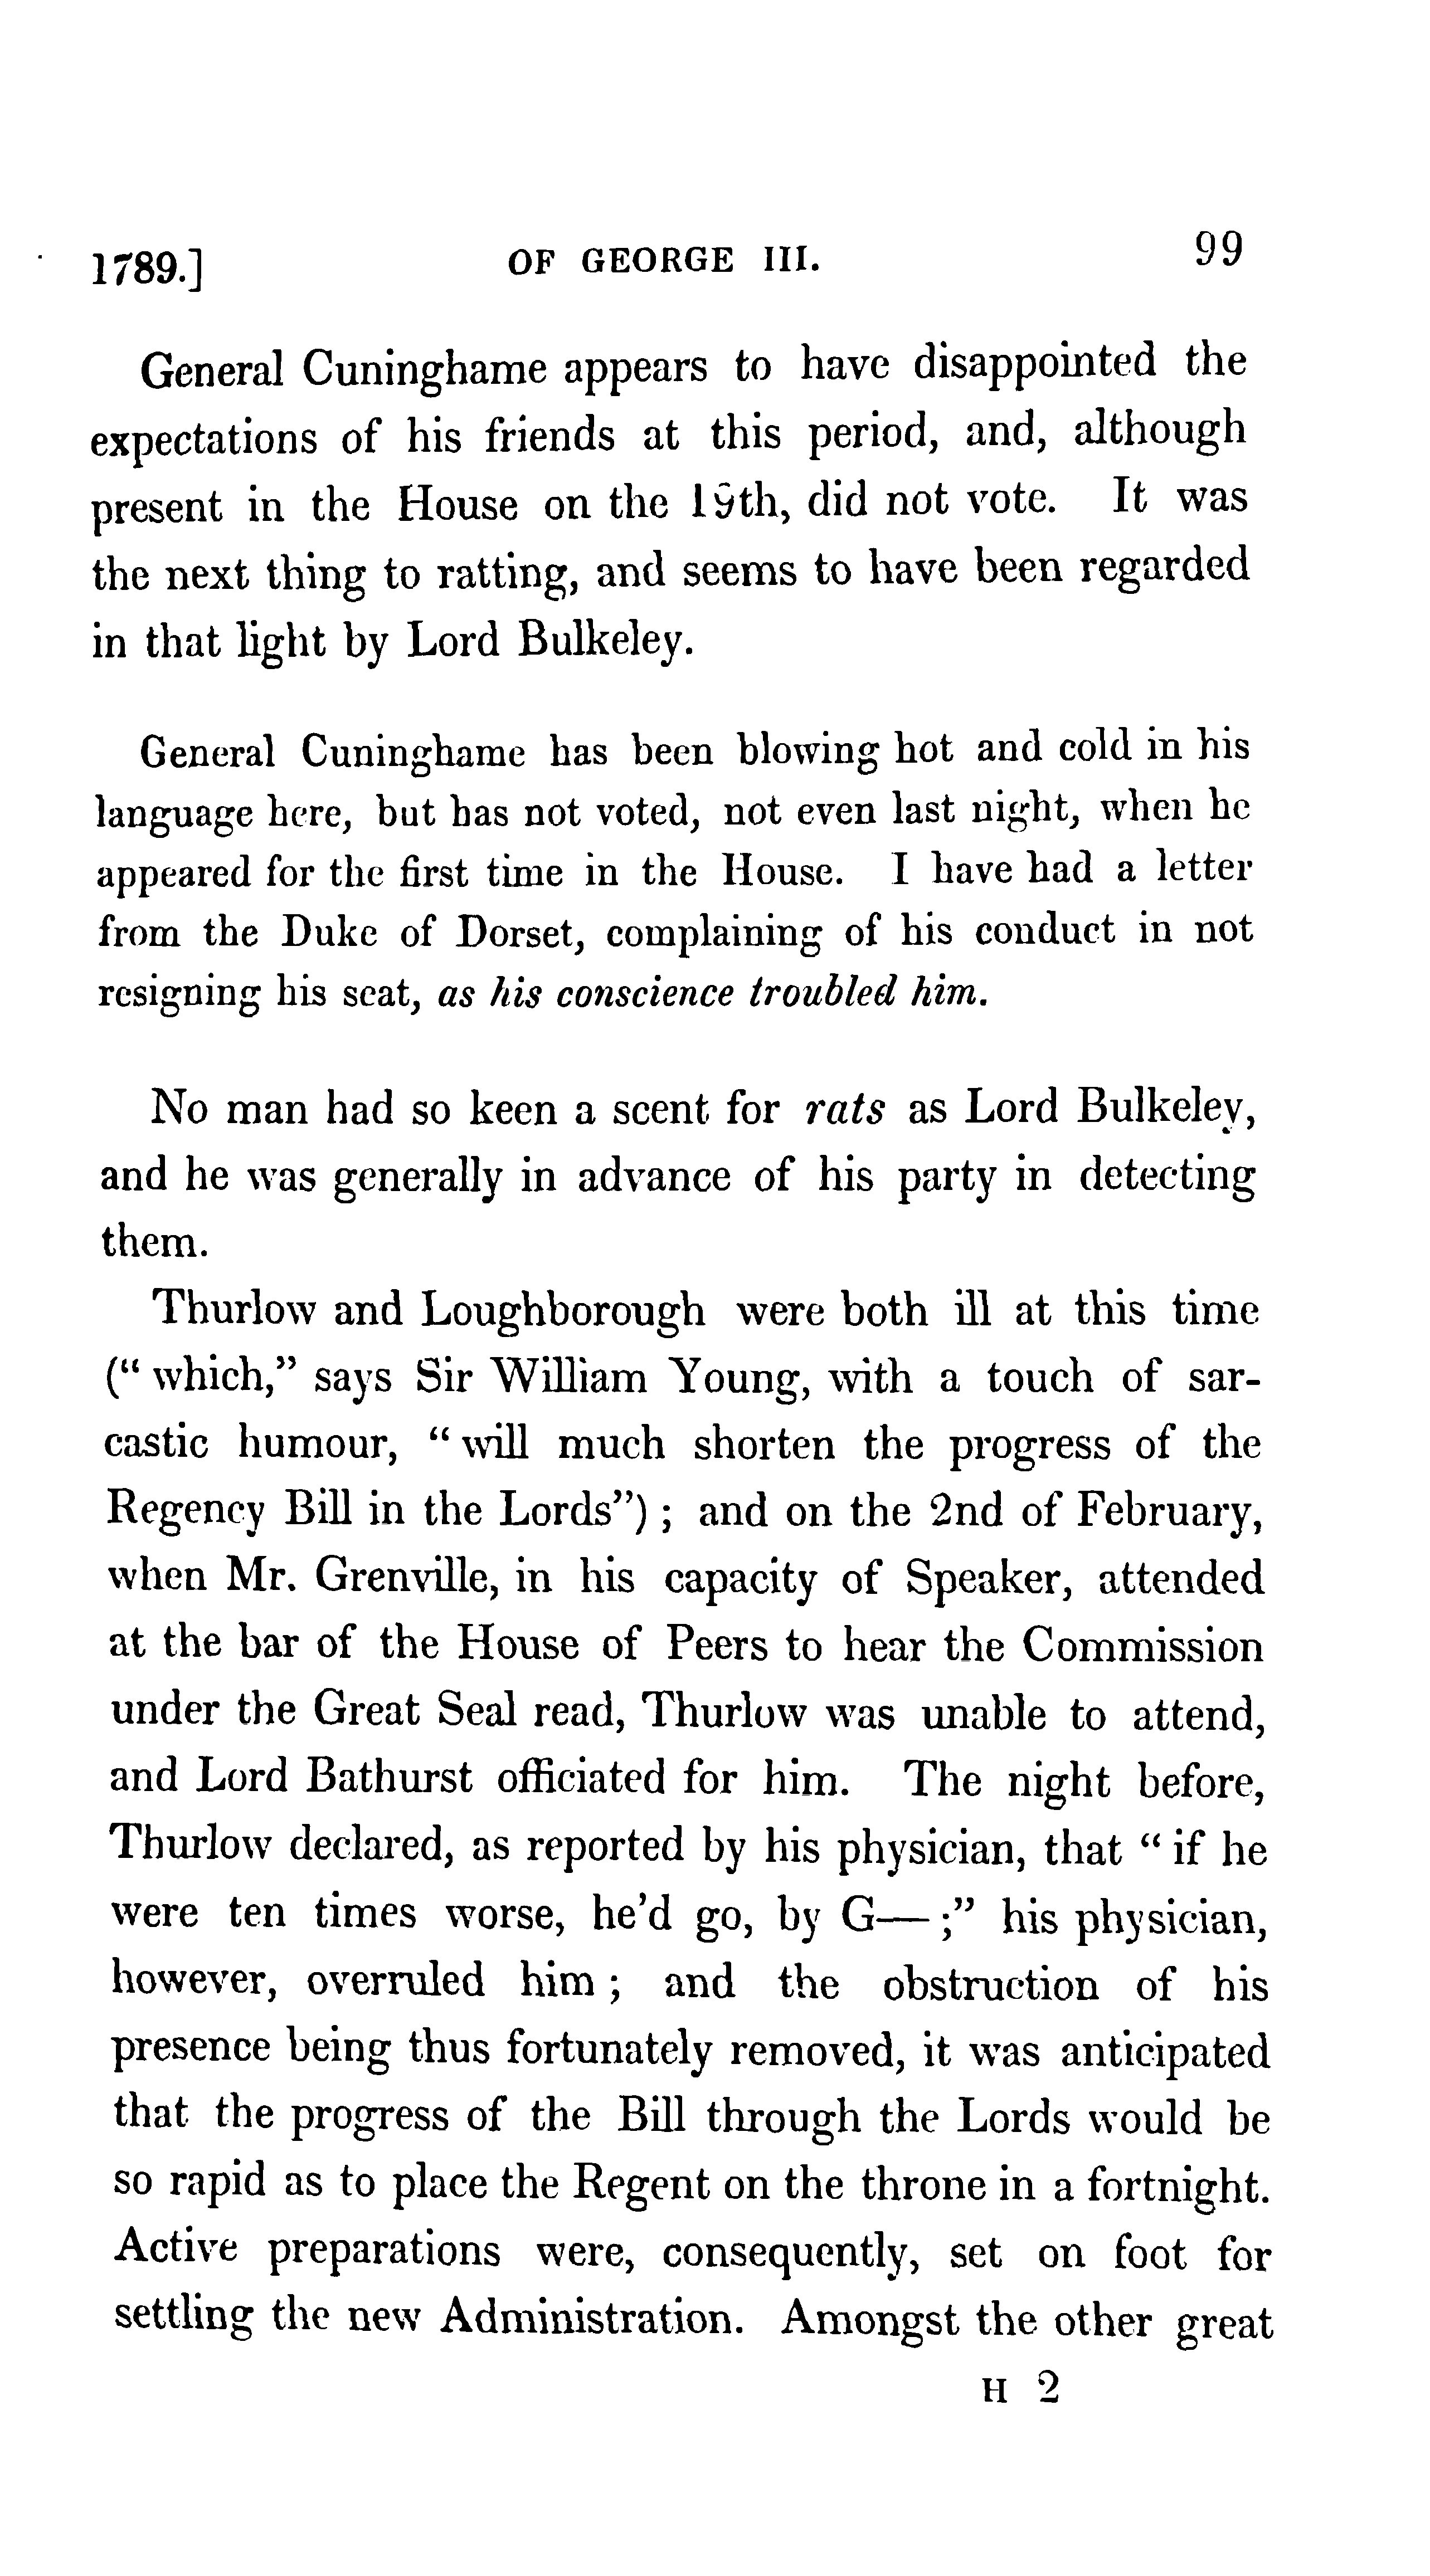 1789.] OF GEORGE III. 99
General Cuninghame appears to have disappointed the
expectations of his friends at this period, and, although
present in the House on the 19th, did not vote. It was
the next thing to ratting, and seems to have been regarded
in that light by Lord Bulkeley.
General Cuninghame has been blowing hot and cold in his
language here, but has not voted, not even last night, when he
appeared for the first time in the House. I have had a letter
from the Duke of Dorset, complaining of his conduct in not
resigning his seat, as his conscience troubled him.
No man had so keen a scent for rats as Lord Bulkeley,
and he was generally in advance of his party in detecting
them.
Thurlow and Loughborough were both ill at this time
(“ which,” says Sir William Young, with a touch of sar-
castic humour, “ will much shorten the progress of the
Regency Bill in the Lords”) ; and on the 2nd of February,
when Mr. Grenville, in his capacity of Speaker, attended
at the bar of the House of Peers to hear the Commission
under the Great Seal read, Thurlow was unable to attend,
and Lord Bathurst officiated for him. The night before,
Thurlow declared, as reported by his physician, that “ if he
were ten times worse, he’d go, by G— ;” his physician,
however, overruled him ; and the obstruction of his
presence being thus fortunately removed, it was anticipated
that the progress of the Bill through the Lords would be
so rapid as to place the Regent on the throne in a fortnight.
Active preparations were, consequently, set on foot for
settling the new Administration. Amongst the other great
H 2